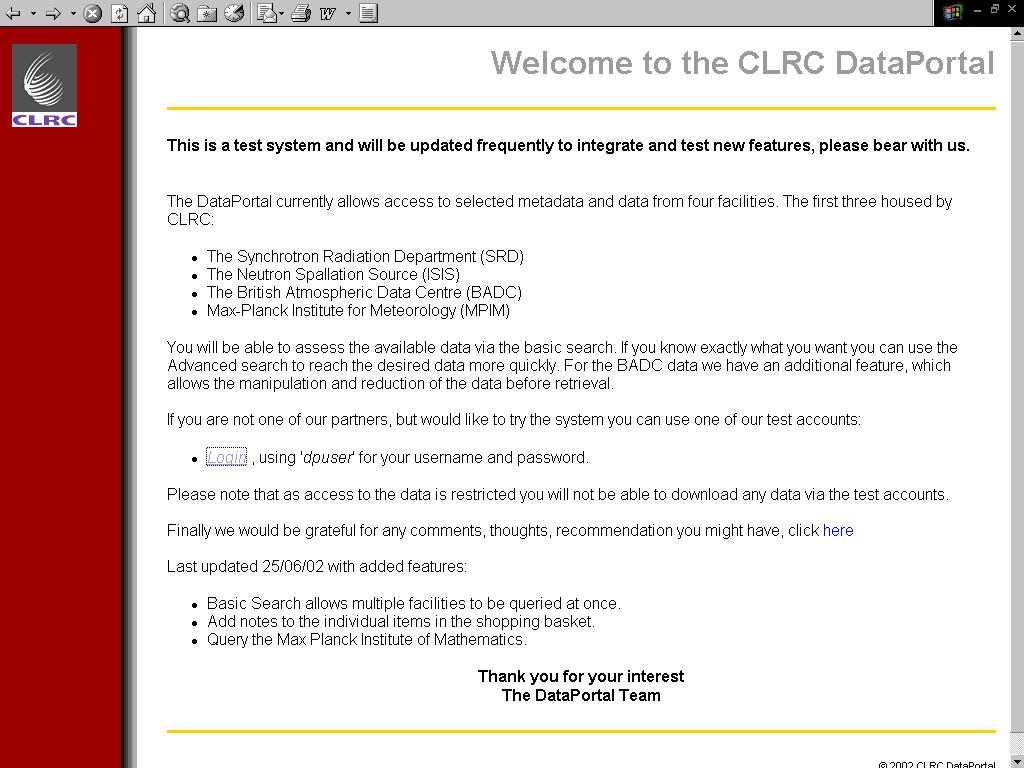 Welcome to the CLRC DataPortal
CLRC
This is a test system and will be updated frequently to integrate and test new features, please bear with us.
The DataPortal currently allows access to selected metadata and data from four facilities. The first three housed by
CLRC:
The Synchrotron Radiation Department (SRD)
The Neutron Spallation Source (ISIS)
The British Atmospheric Data Centre (BADC)
Max-Planck Institute for Meteorology (MPIM)
You will be able to assess the available data via the basic search. If you know exactly what you want you can use the
Advanced search to reach the desired data more quickly. For the BADC data we have an additional feature, which
allows the manipulation and reduction of the data before retrieval.
If you are not one of our partners, but would like to try the system you can use one of our test accounts:
Login , using 'dpuser' for your username and password.
Please note that as access to the data is restricted you will not be able to download any data via the test accounts.
Finally we would be grateful for any comments, thoughts, recommendation you might have, click here
Last updated 25/06/02 with added features:
Basic Search allows multiple facilities to be queried at once.
Add notes to the individual items in the shopping basket.
Query the Max Planck Institute of Mathematics.
Thank you for your interest
The DataPortal Team
© 2002 CLRC DataPortal